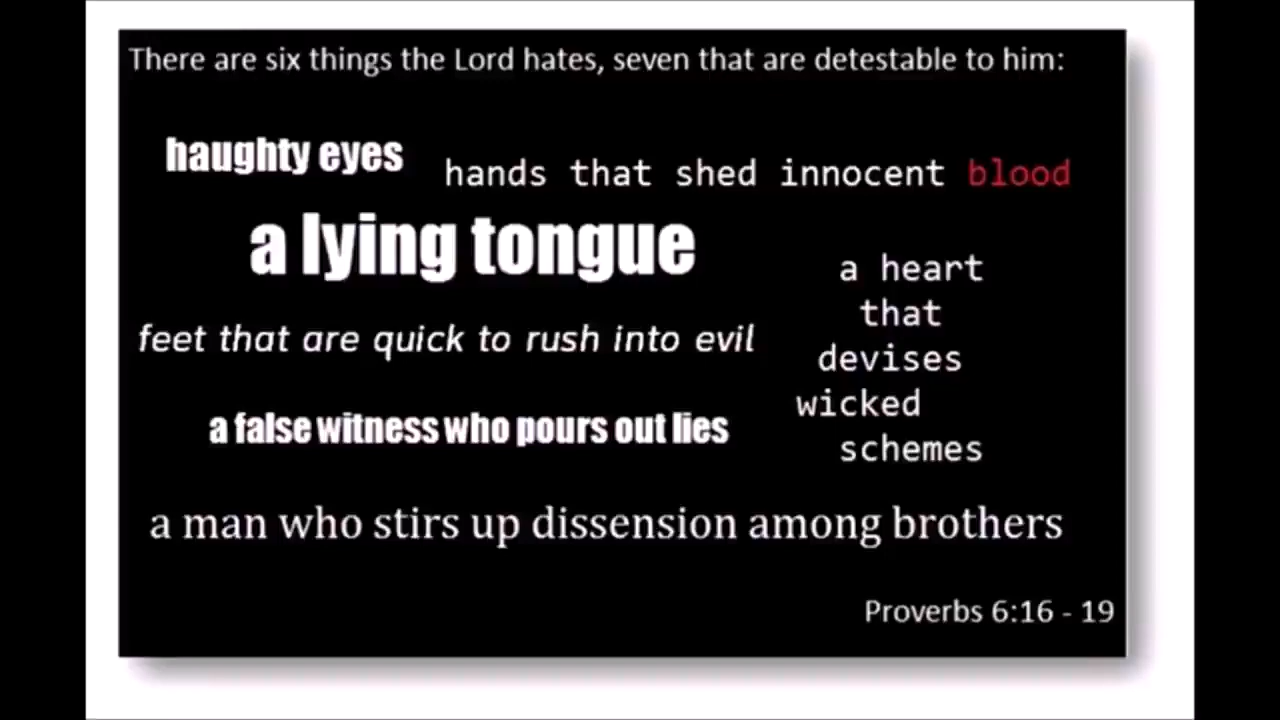 There are six things the Lord hates, seven that are detestable to him:
haughty eyes
hands that shed innocent blood
a lying tongue
feet that are quick to rush into evil
a heart
that
devises
wicked
schemes
a false witness who pours out lies
a man who stirs up dissension among brothers
Proverbs 6:16 - 19